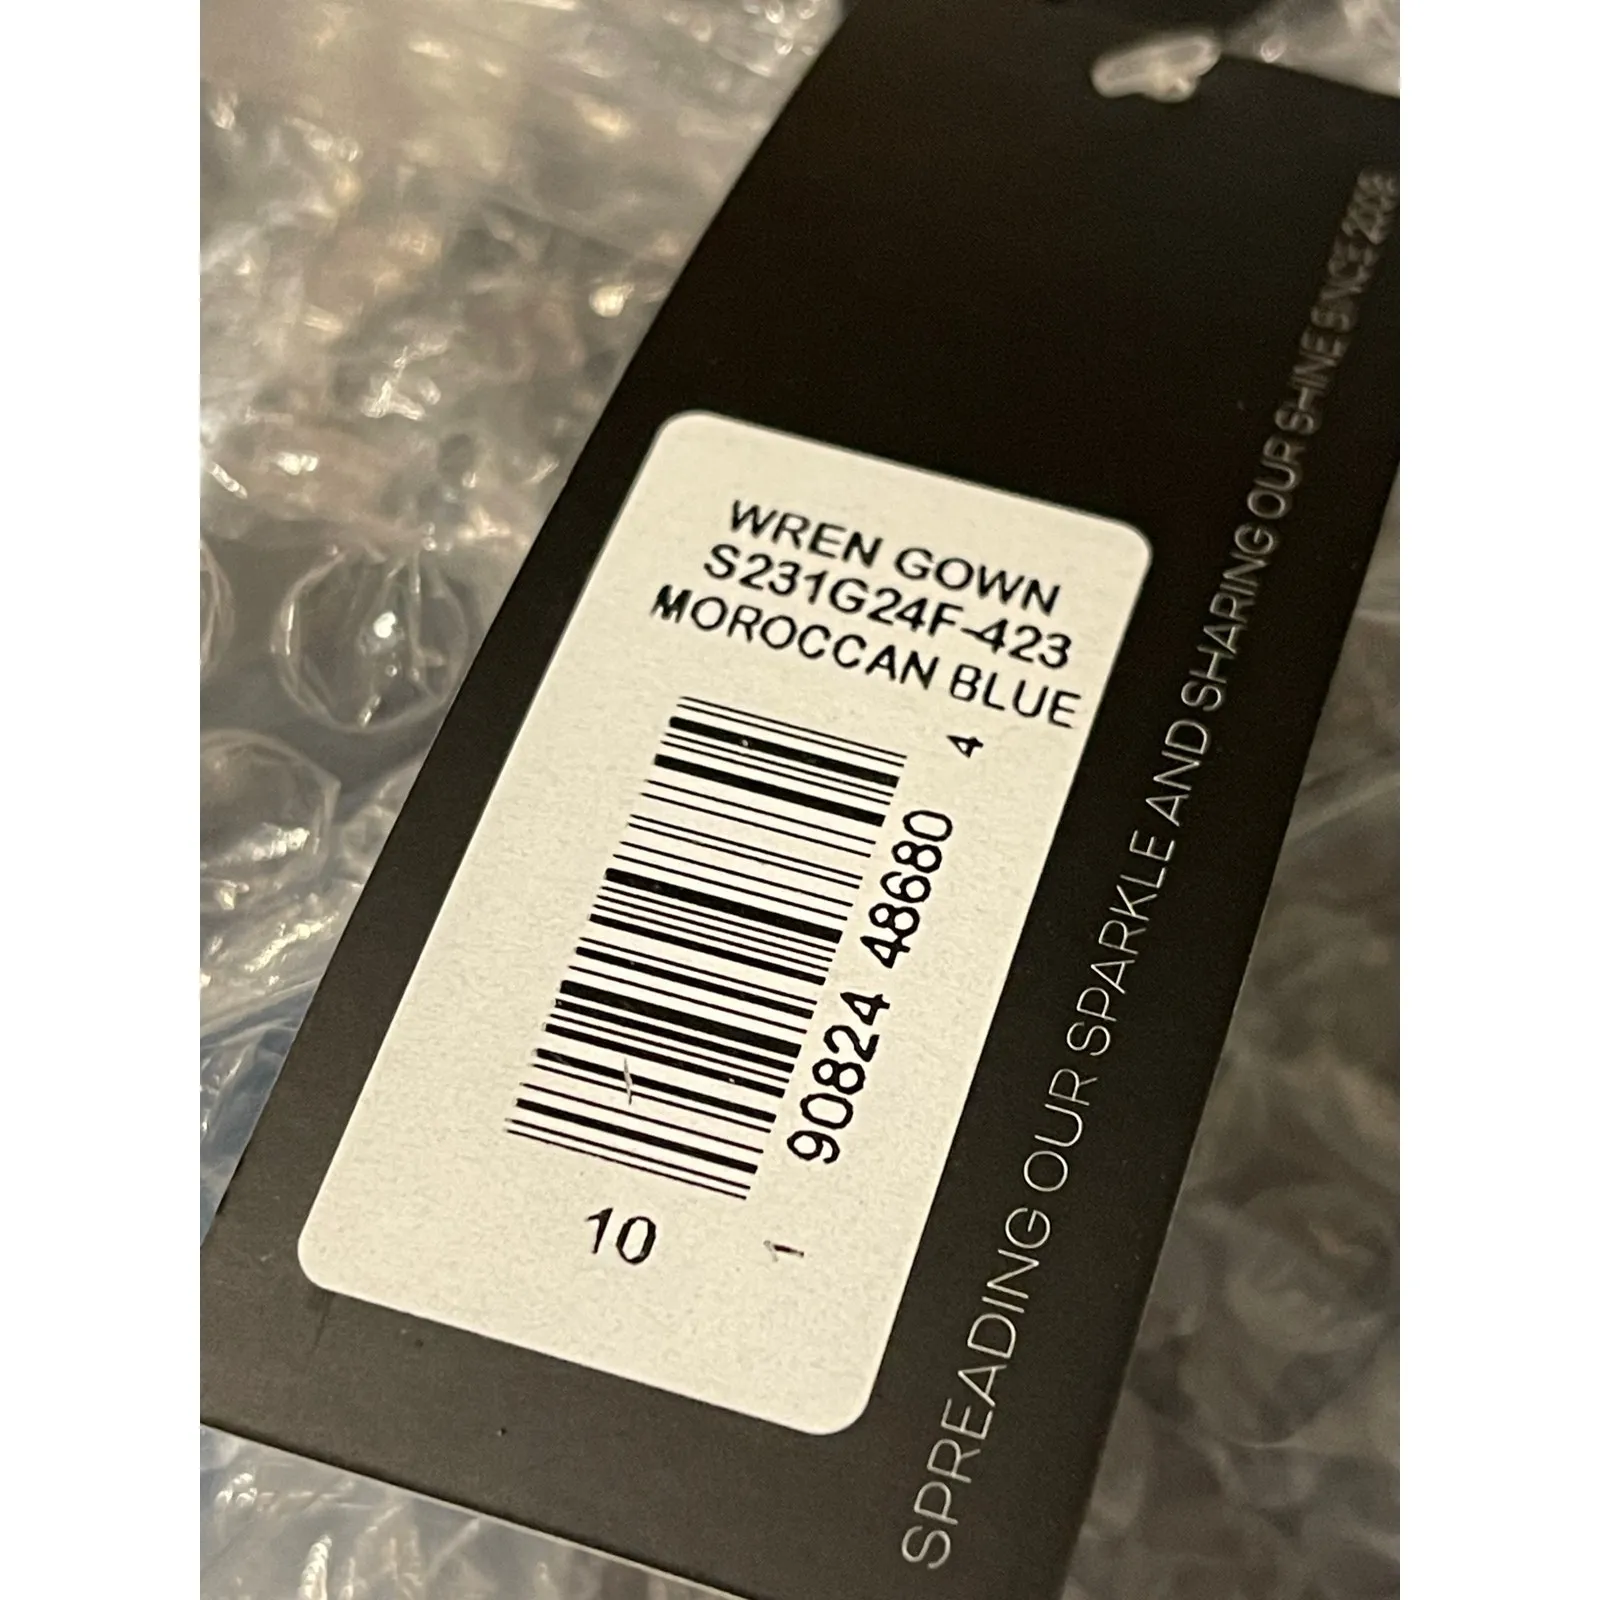 WREN GOWN
S231G24F-423
MOROCCAN BLUE
1 90824 48680 4
10
SPREADING OUR SPARKLE AND SHARING OUR SHINE SINCE 2008